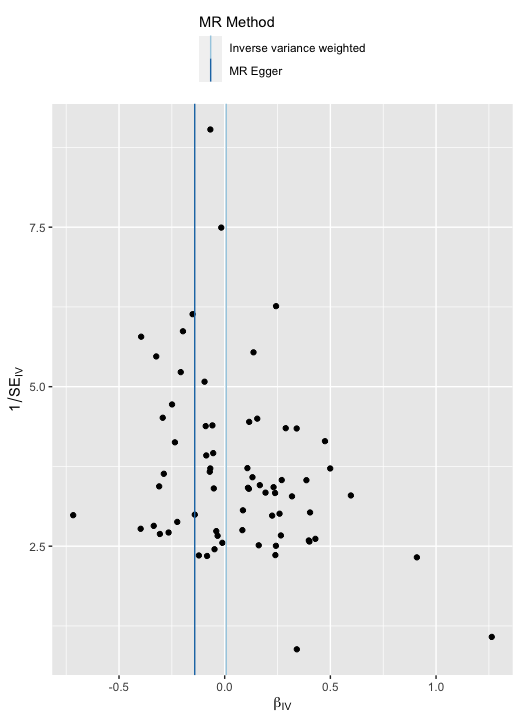 MR Method
Inverse variance weighted
MR Egger
7.5
5.0
2.5
1/SE_IV
-0.5 0.0 0.5 1.0
β_IV